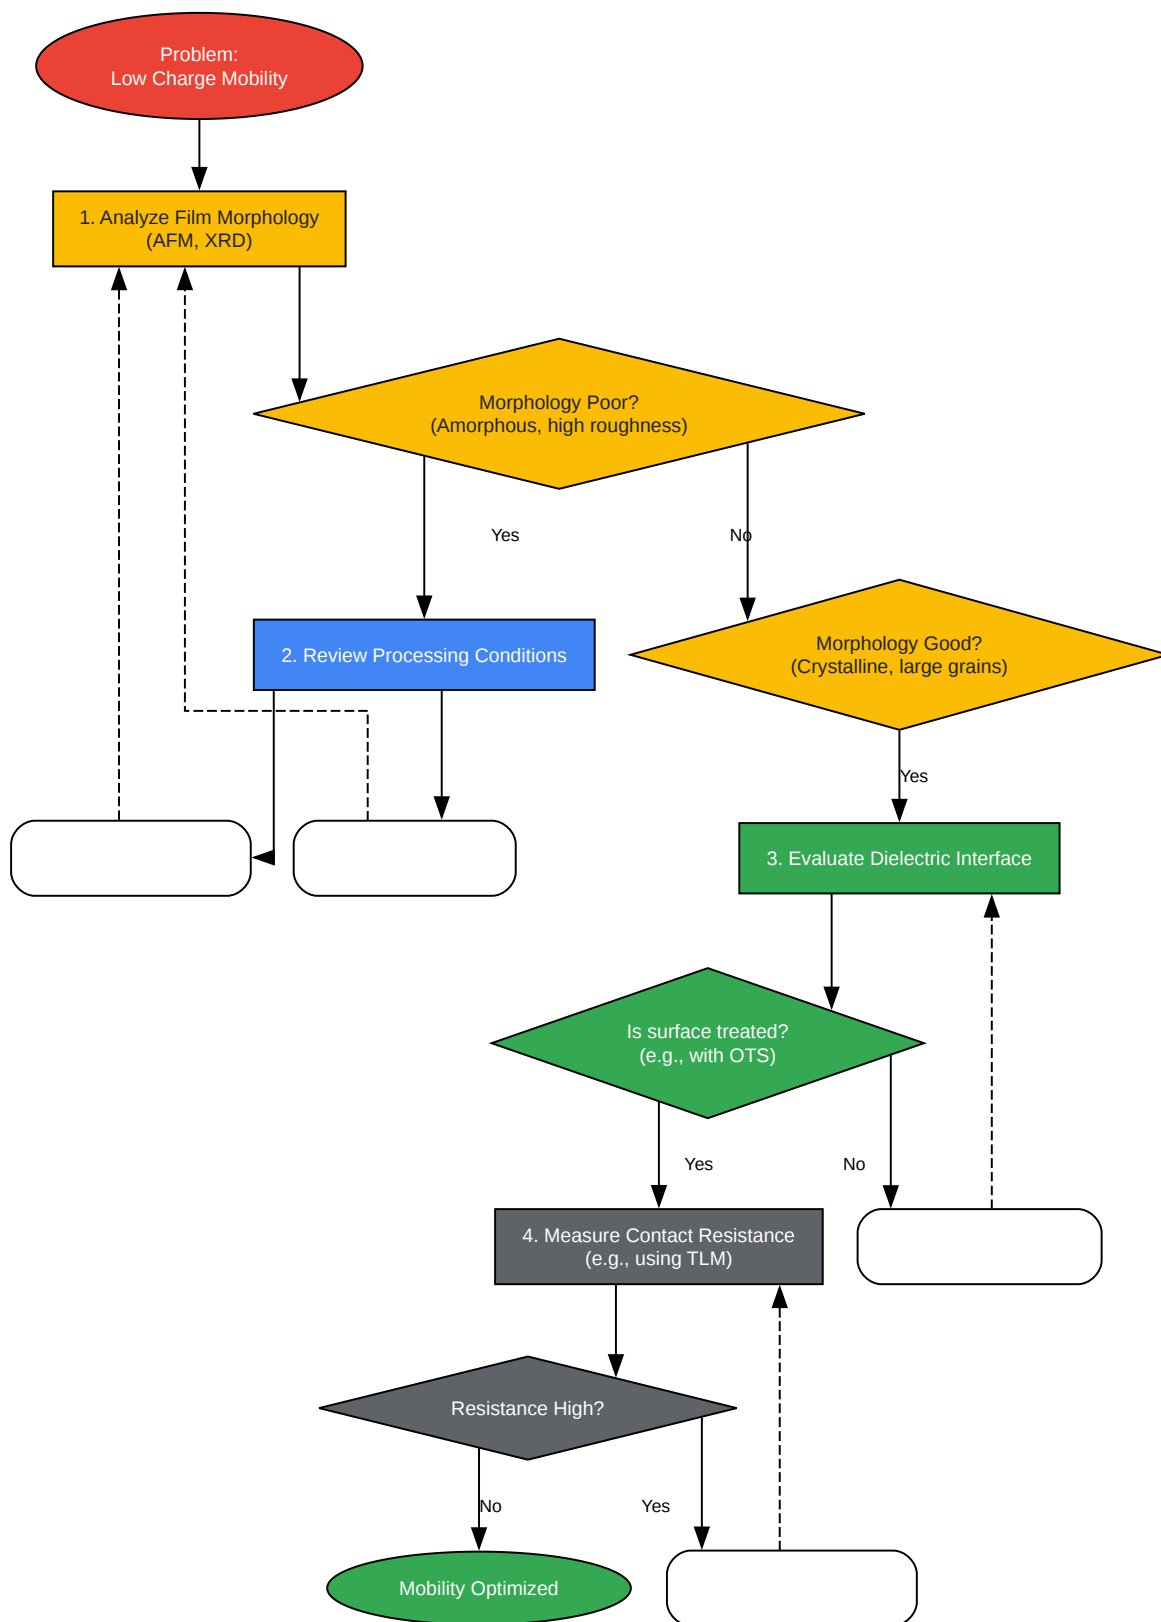 Problem:
Low Charge Mobility
1. Analyze Film Morphology
(AFM, XRD)
Morphology Poor?
(Amorphous, high roughness)
Yes
No
2. Review Processing Conditions
Morphology Good?
(Crystalline, large grains)
Yes
3. Evaluate Dielectric Interface
Is surface treated?
(e.g., with OTS)
Yes
No
4. Measure Contact Resistance
(e.g., using TLM)
Resistance High?
No
Yes
Mobility Optimized